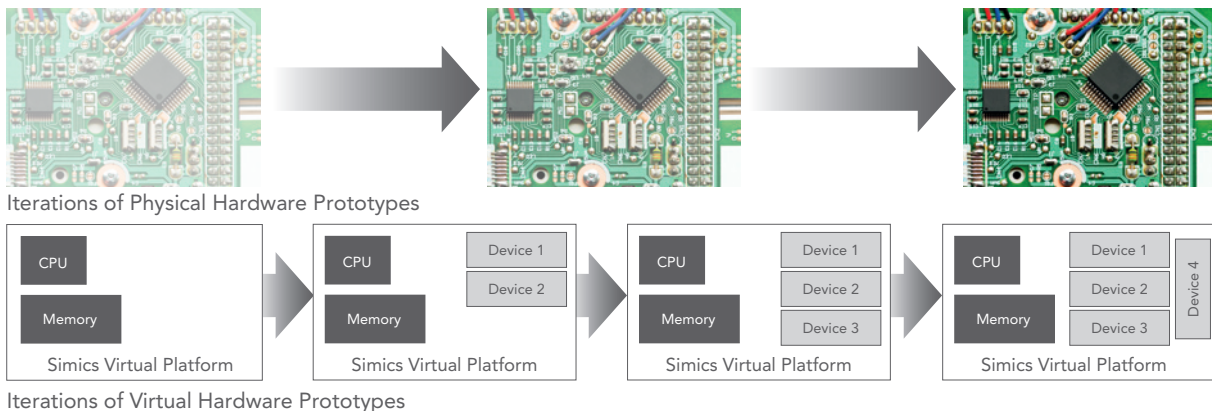 Iterations of Physical Hardware Prototypes
CPU
Memory
Simics Virtual Platform
CPU
Memory
Device 1
Device 2
Simics Virtual Platform
CPU
Memory
Device 1
Device 2
Device 3
Simics Virtual Platform
CPU
Memory
Device 1
Device 2
Device 3
Device 4
Simics Virtual Platform
Iterations of Virtual Hardware Prototypes